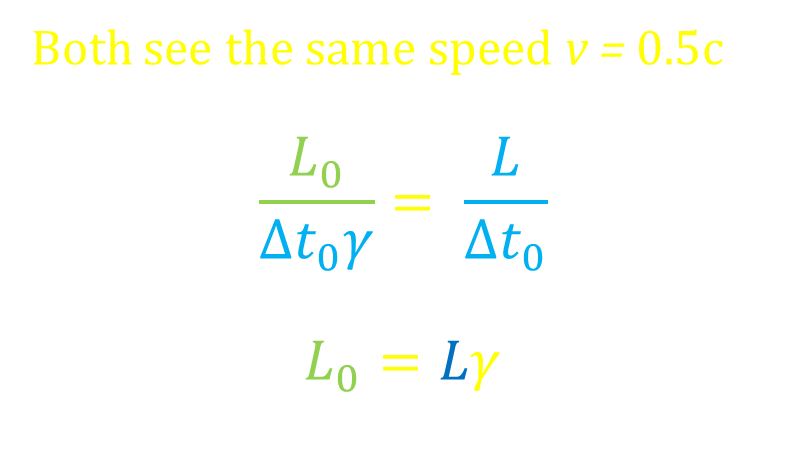 Both see the same speed v = 0.5c
L₀ / Δt₀γ = L / Δt₀
L₀ = Lγ